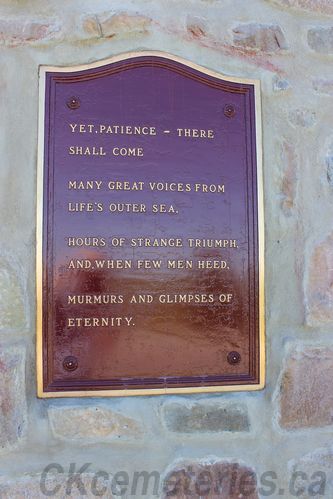 YET, PATIENCE – THERE
SHALL COME
MANY GREAT VOICES FROM
LIFE'S OUTER SEA,
HOURS OF STRANGE TRIUMPH,
AND, WHEN FEW MEN HEED,
MURMURS AND GLIMPSES OF
ETERNITY.
CKcemeteries.ca